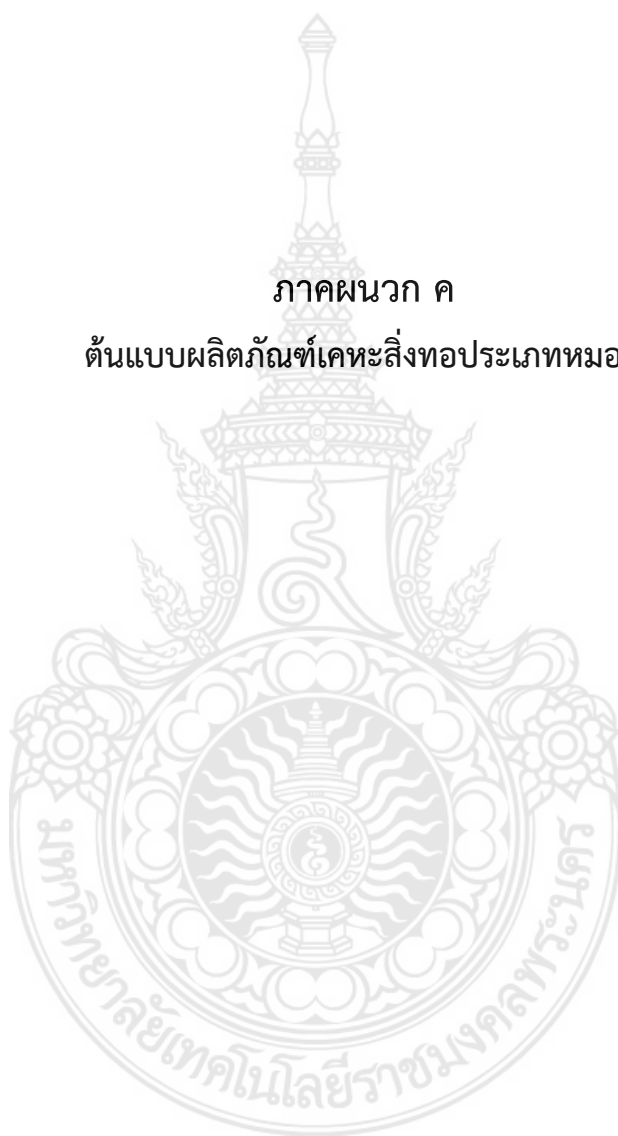 ภาคผนวก ค
ต้นแบบผลิตภัณฑ์เคหะสิ่งทอประเภทหมอ
มหาวิทยาลัยเทคโนโลยีราชมงคลพระนคร